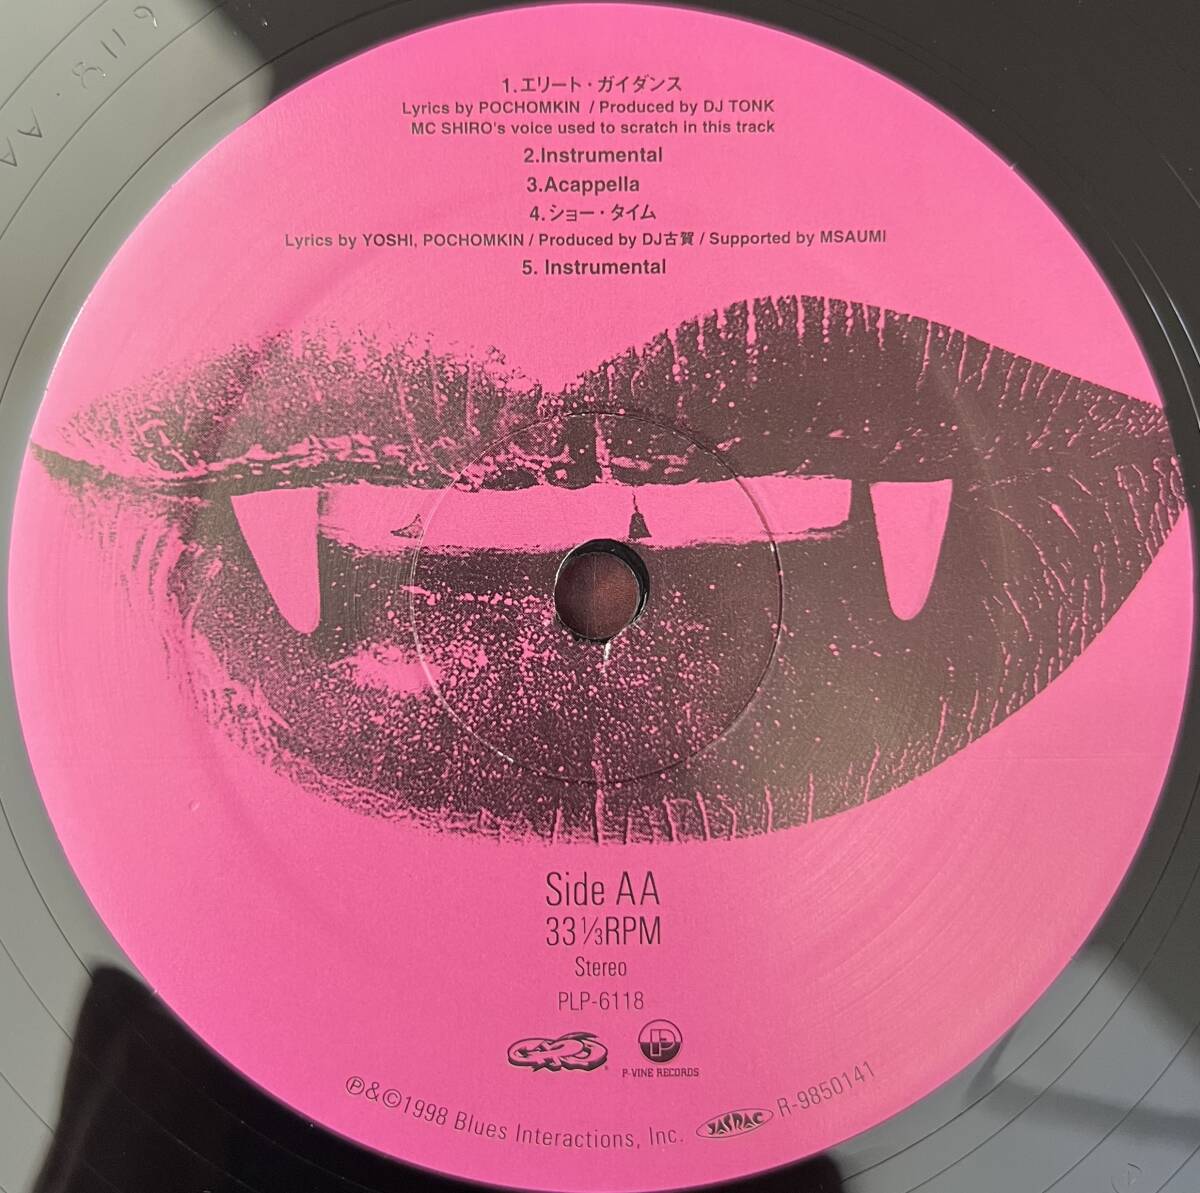 1.エリート・ガイダンス
Lyrics by POCHOMKIN / Produced by DJ TONK
MC SHIRO's voice used to scratch in this track
2.Instrumental
3.Acappella
4.ショー・タイム
Lyrics by YOSHI, POCHOMKIN / Produced by DJ古賀 / Supported by MSAUMI
5. Instrumental
Side AA
33 1/3RPM
Stereo
PLP-6118
P-VINE RECORDS
℗&©1998 Blues Interactions, Inc. JASRAC R-9850141